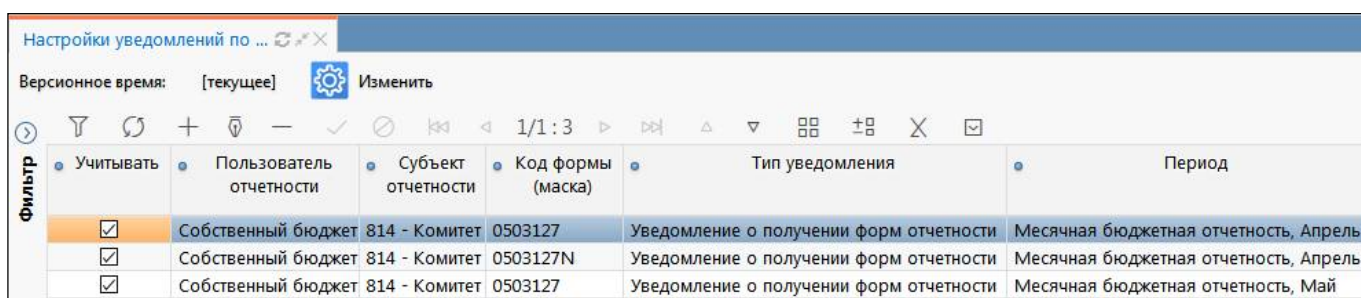 Настройки уведомлений по ...
Версионное время: [текущее] Изменить
1/1 : 3
Фильтр
Учитывать Пользователь отчетности Субъект отчетности Код формы (маска) Тип уведомления Период
Собственный бюджет 814 - Комитет 0503127 Уведомление о получении форм отчетности Месячная бюджетная отчетность, Апрель
Собственный бюджет 814 - Комитет 0503127N Уведомление о получении форм отчетности Месячная бюджетная отчетность, Апрель
Собственный бюджет 814 - Комитет 0503127 Уведомление о получении форм отчетности Месячная бюджетная отчетность, Май